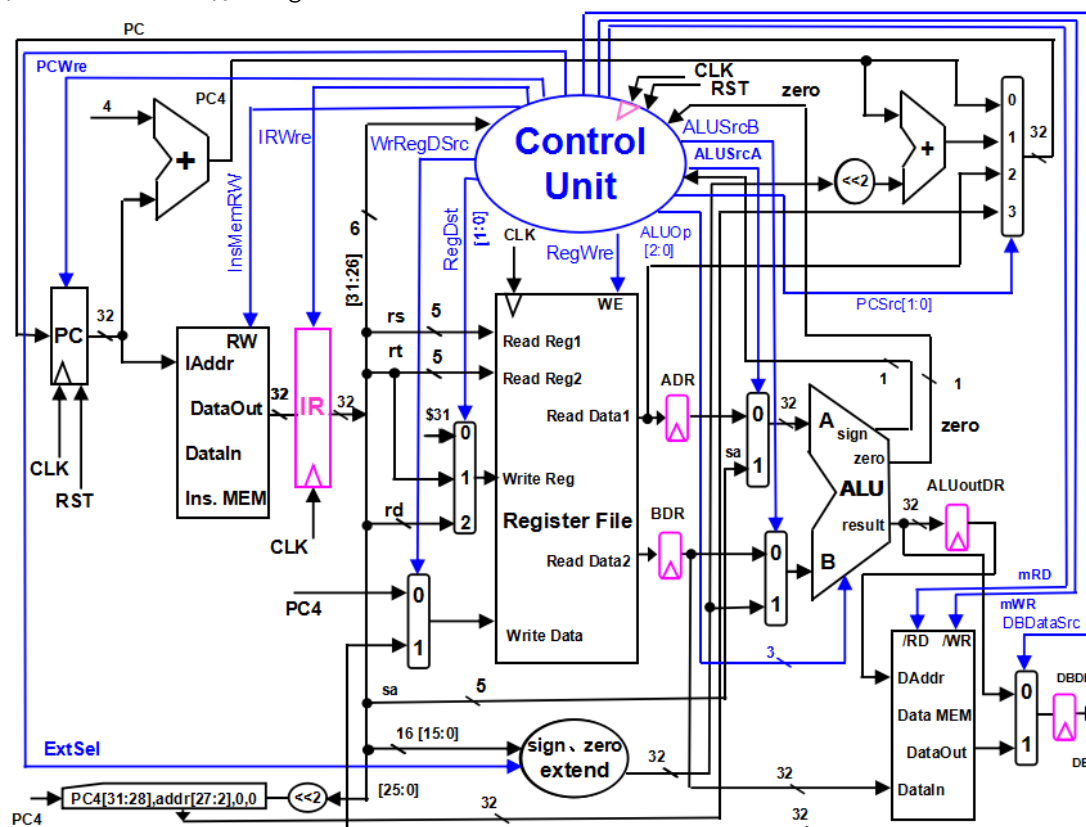 PC
PCWre
CLK
RST
zero
4
PC4
IRWre
WrRegDSrc
Control
Unit
ALUSrcB
ALUSrcA
+
+
<<2
0
1
2
3
32
InsMemRW
6
[31:26]
RegDst
[1:0]
CLK
RegWre
ALUOp
[2:0]
PCSrc[1:0]
PC
32
RW
IAddr
DataOut
DataIn
Ins. MEM
32
IR
32
CLK
RST
CLK
rs
5
rt
5
$31
0
1
2
rd
WE
Read Reg1
Read Reg2
Read Data1
Write Reg
Register File
Read Data2
Write Data
ADR
BDR
0
1
sa
32
0
1
A
sign
zero
ALU
result
B
1
1
zero
32
ALUoutDR
3
PC4
0
1
mRD
mWR
DBDataSrc
/RD
/WR
DAddr
Data MEM
DataOut
DataIn
0
1
sa
5
16 [15:0]
sign、zero
extend
32
32
ExtSel
PC4[31:28],addr[27:2],0,0
<<2
[25:0]
PC4
32
32